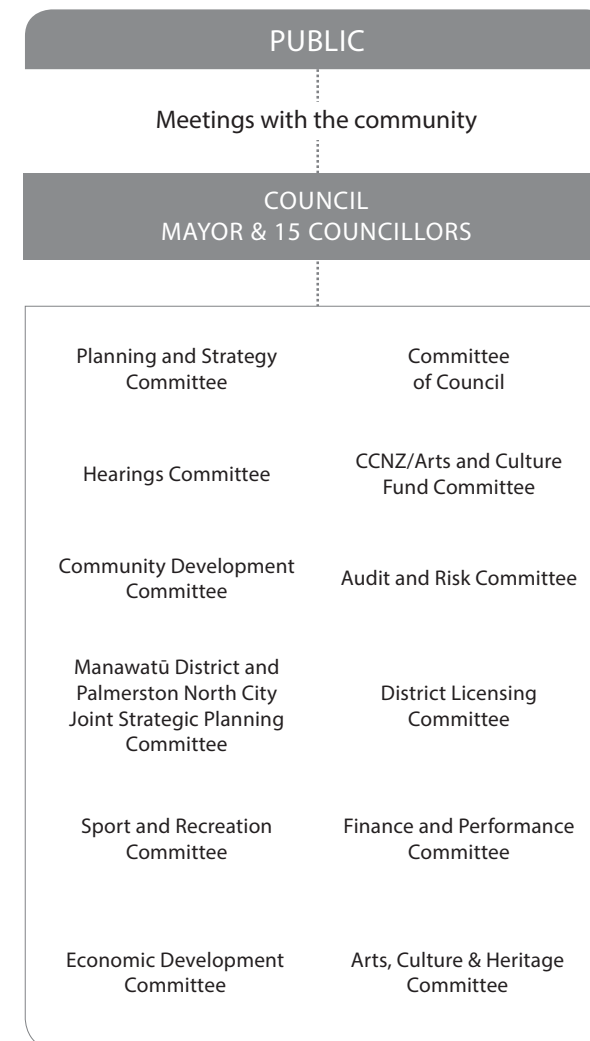 PUBLIC
Meetings with the community
COUNCIL
MAYOR & 15 COUNCILLORS
Planning and Strategy
Committee
Committee
of Council
Hearings Committee
CCNZ/Arts and Culture
Fund Committee
Community Development
Committee
Audit and Risk Committee
Manawatū District and
Palmerston North City
Joint Strategic Planning
Committee
District Licensing
Committee
Sport and Recreation
Committee
Finance and Performance
Committee
Economic Development
Committee
Arts, Culture & Heritage
Committee